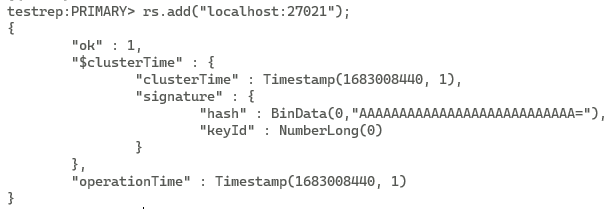 testrep:PRIMARY> rs.add("localhost:27021");
{
        "ok" : 1,
        "$clusterTime" : {
                "clusterTime" : Timestamp(1683008440, 1),
                "signature" : {
                        "hash" : BinData(0,"AAAAAAAAAAAAAAAAAAAAAAAAAAA="),
                        "keyId" : NumberLong(0)
                }
        },
        "operationTime" : Timestamp(1683008440, 1)
}